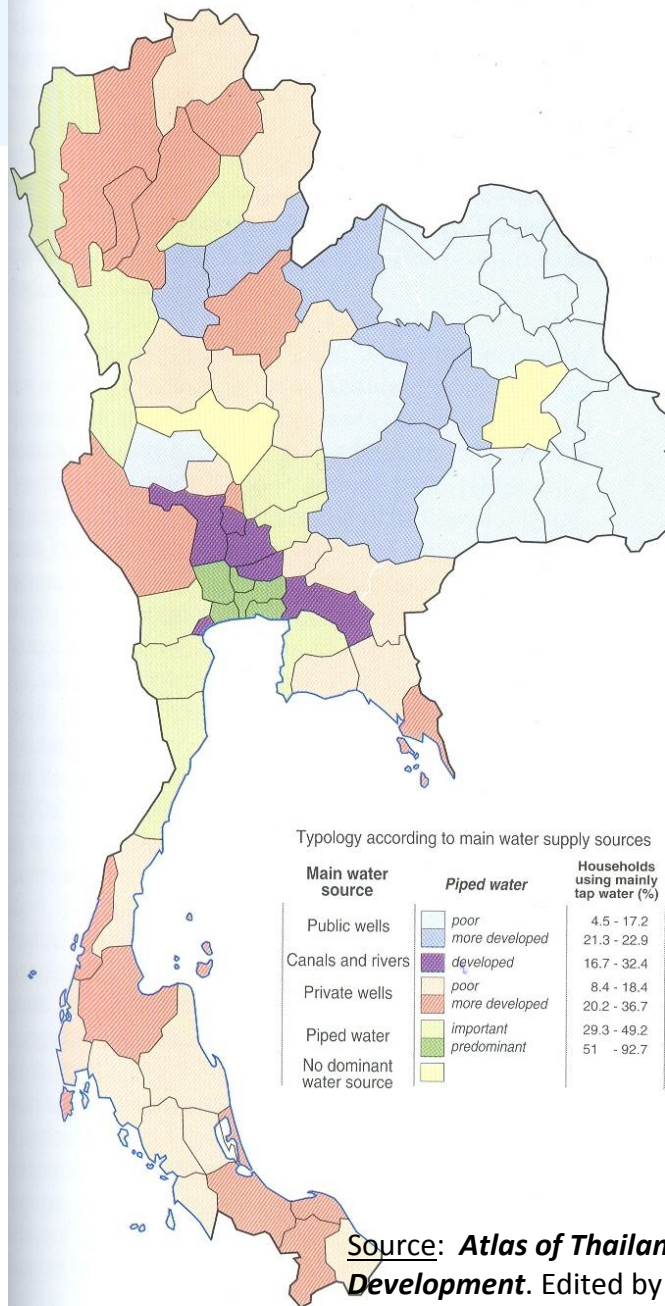 Typology according to main water supply sources
Main water source
Piped water
Households using mainly tap water (%)
Public wells
poor 4.5 - 17.2
more developed 21.3 - 22.9
Canals and rivers
developed 16.7 - 32.4
Private wells
poor 8.4 - 18.4
more developed 20.2 - 36.7
Piped water
important 29.3 - 49.2
predominant 51 - 92.7
No dominant water source
Source: Atlas of Thailan
Development. Edited by